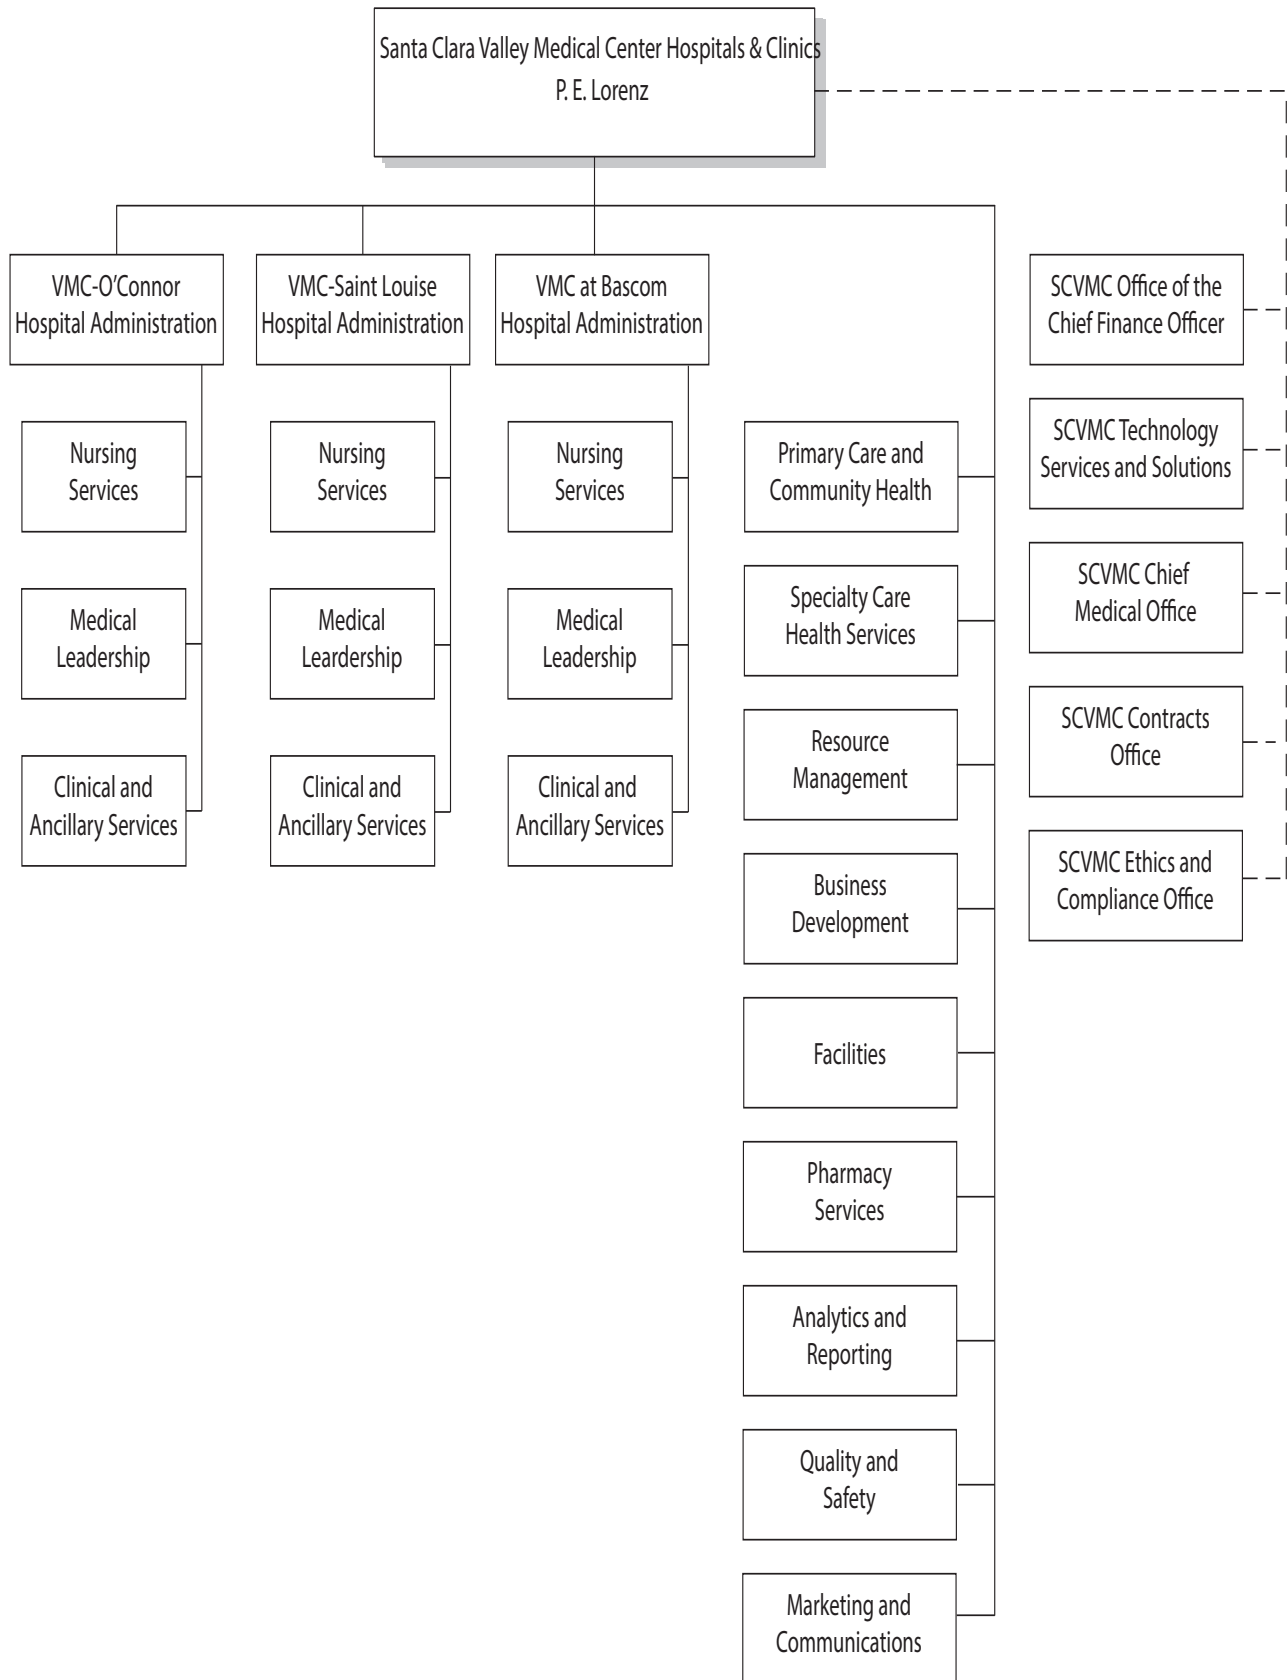 Santa Clara Valley Medical Center Hospitals & Clinics
P. E. Lorenz
VMC-O’Connor
Hospital Administration
Nursing
Services
Medical
Leadership
Clinical and
Ancillary Services
VMC-Saint Louise
Hospital Administration
Nursing
Services
Medical
Leardership
Clinical and
Ancillary Services
VMC at Bascom
Hospital Administration
Nursing
Services
Medical
Leadership
Clinical and
Ancillary Services
Primary Care and
Community Health
Specialty Care
Health Services
Resource
Management
Business
Development
Facilities
Pharmacy
Services
Analytics and
Reporting
Quality and
Safety
Marketing and
Communications
SCVMC Office of the
Chief Finance Officer
SCVMC Technology
Services and Solutions
SCVMC Chief
Medical Office
SCVMC Contracts
Office
SCVMC Ethics and
Compliance Office